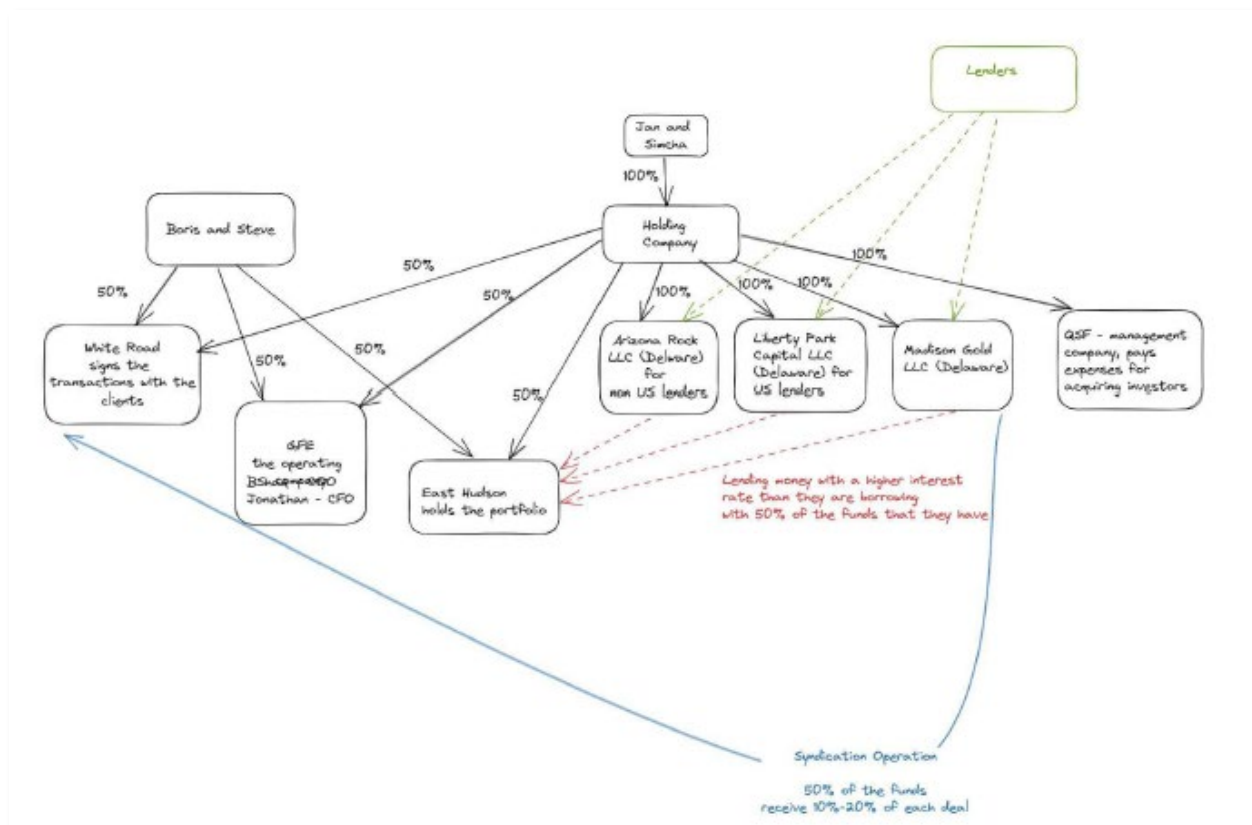 Lenders
Jan and
Simcha
100%
Boris and Steve
Holding
Company
50%
50%
50%
100%
100%
100%
100%
50%
White Road
signs the
transactions with the
clients
50%
50%
Arizona Rock
LLC (Delware)
for
non US lenders
Liberty Park
Capital LLC
(Delaware) for
US lenders
Madison Gold
LLC (Delaware)
QSF - management
company, pays
expenses for
acquiring investors
the operating
Jonathan - CFO
East Hudson
holds the portfolio
Lending money with a higher interest
rate than they are borrowing
with 50% of the funds that they have
Syndication Operation
50% of the funds
receive 10%-20% of each deal